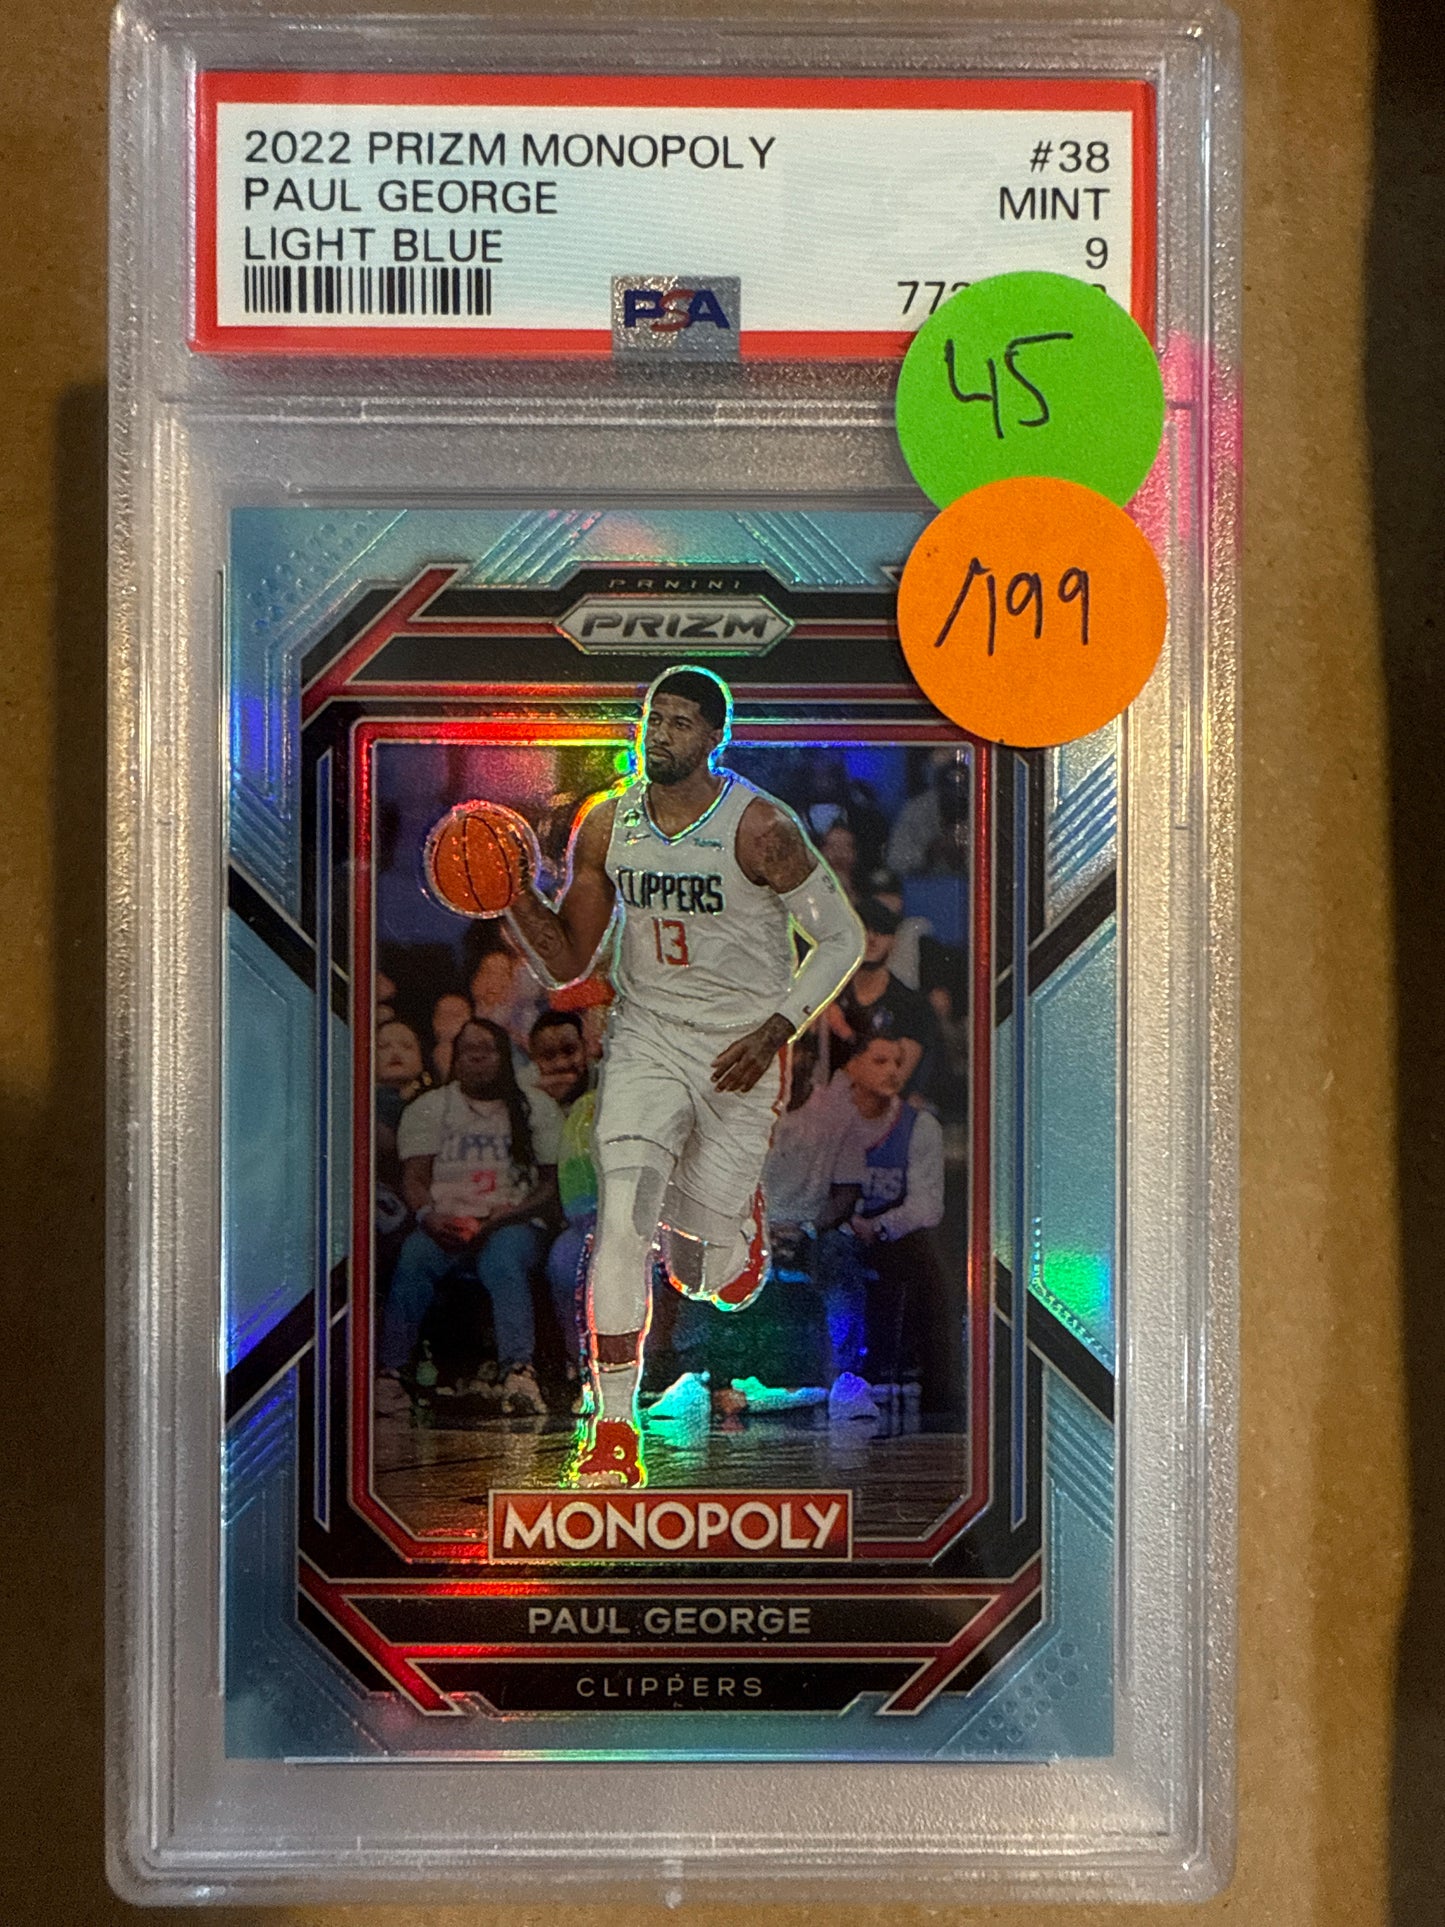 2022 PRIZM MONOPOLY #38
PAUL GEORGE MINT
LIGHT BLUE 9
PSA
45
/199
PANINI
PRIZM
CLIPPERS
13
MONOPOLY
PAUL GEORGE
CLIPPERS